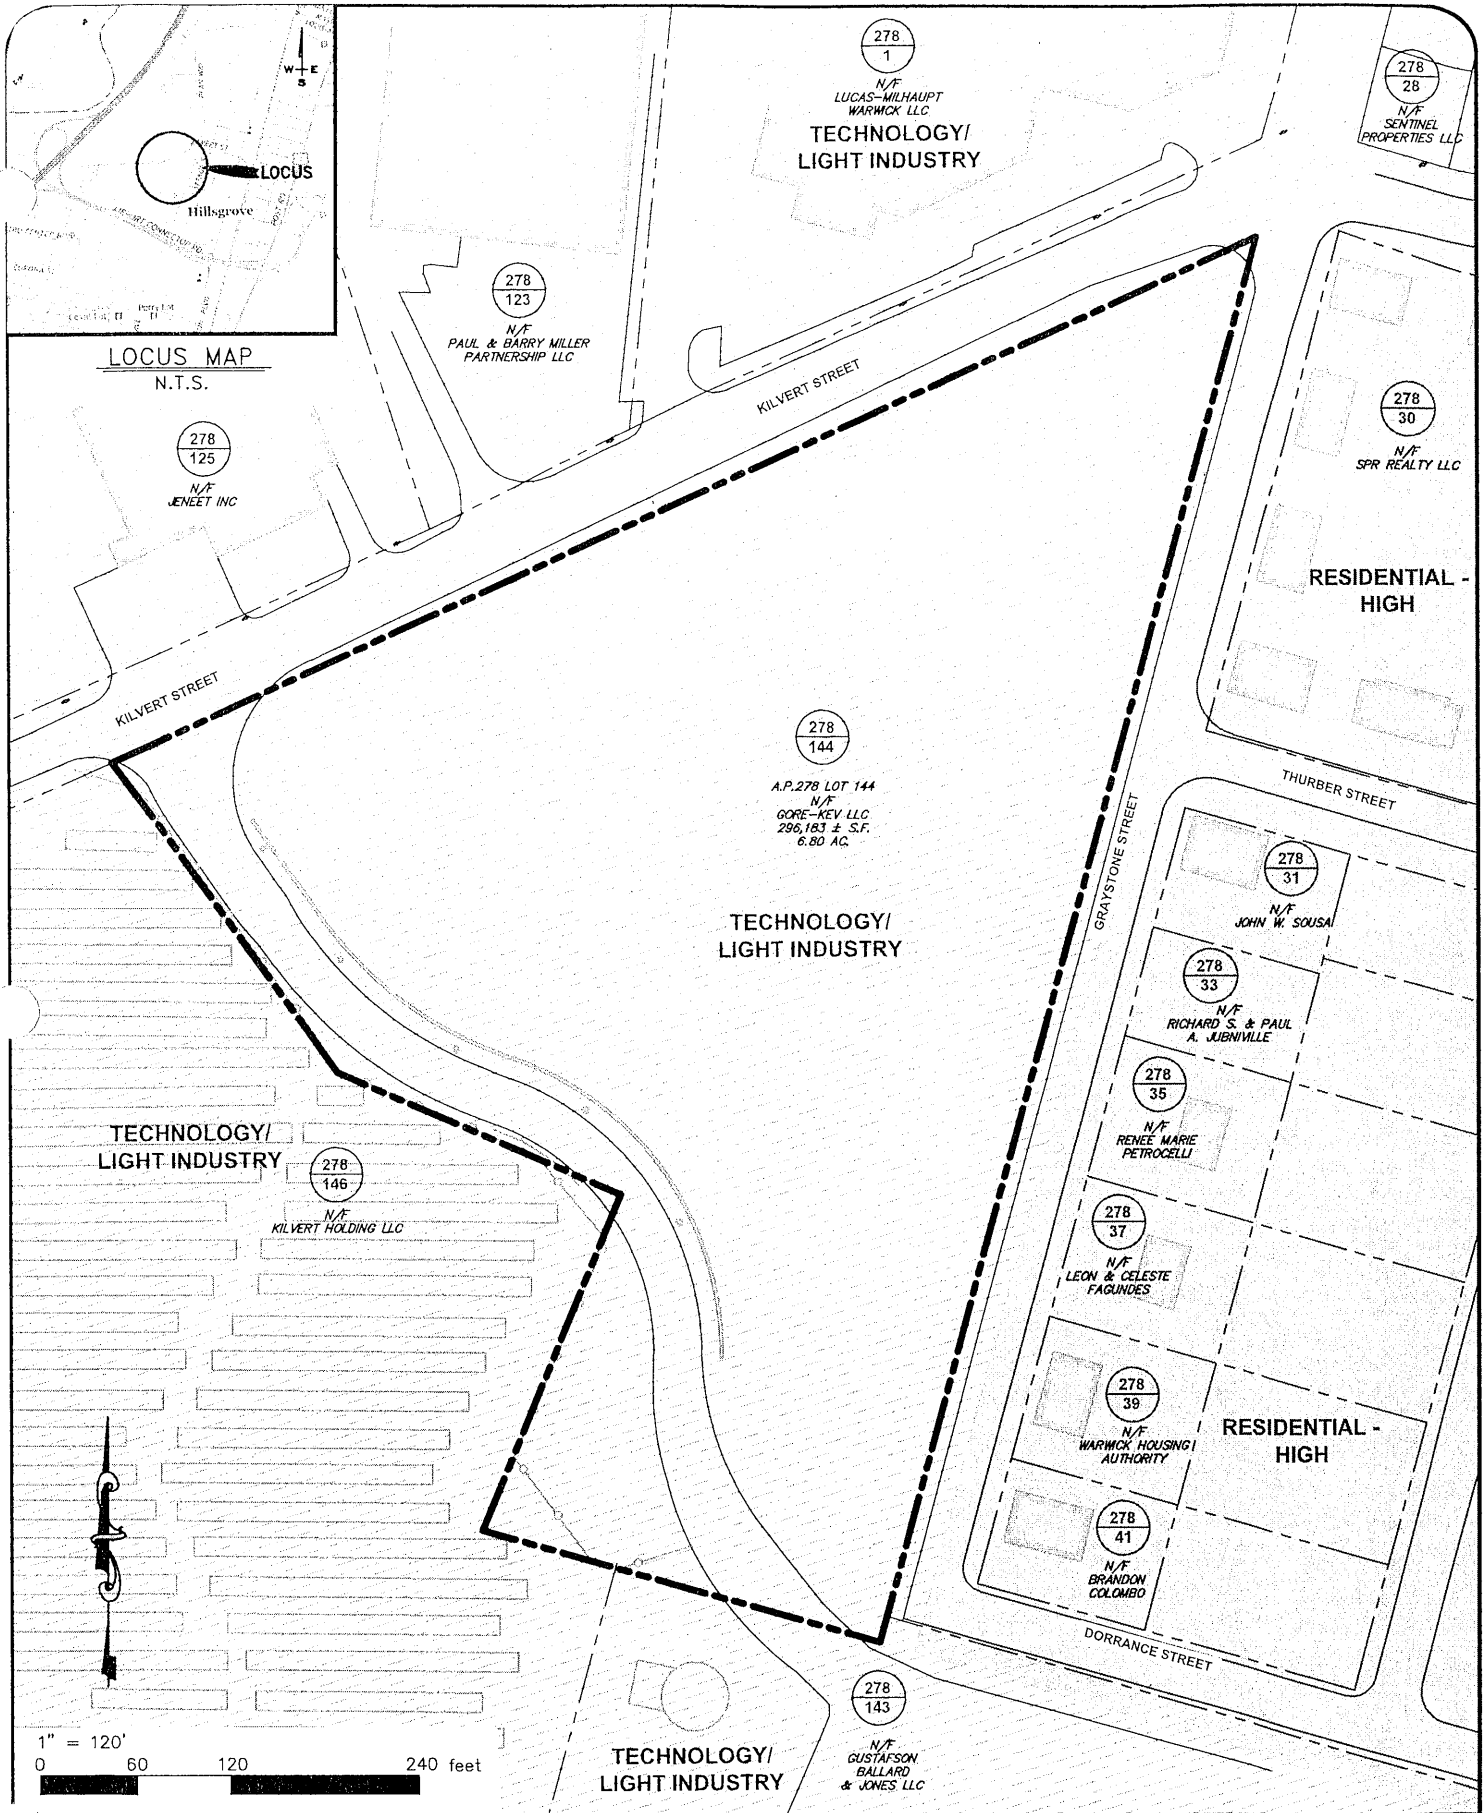 W E
S
LOCUS
Hillsgrove
LOCUS MAP
N.T.S.
278
1
N/F
LUCAS-MILHAUPT
WARWICK LLC
TECHNOLOGY/
LIGHT INDUSTRY
278
28
N/F
SENTINEL
PROPERTIES LLC
278
123
N/F
PAUL & BARRY MILLER
PARTNERSHIP LLC
278
125
N/F
JENEET INC
KILVERT STREET
278
30
N/F
SPR REALTY LLC
RESIDENTIAL -
HIGH
KILVERT STREET
278
144
A.P.278 LOT 144
N/F
GORE-KEV LLC
296,183 ± S.F.
6.80 AC.
TECHNOLOGY/
LIGHT INDUSTRY
GRAYSTONE STREET
THURBER STREET
278
31
N/F
JOHN W. SOUSA
278
33
N/F
RICHARD S. & PAUL
A. JUBINVILLE
278
35
N/F
RENEE MARIE
PETROCELLI
TECHNOLOGY/
LIGHT INDUSTRY
278
146
N/F
KILVERT HOLDING LLC
278
37
N/F
LEON & CELESTE
FAGUNDES
278
39
N/F
WARWICK HOUSING
AUTHORITY
RESIDENTIAL -
HIGH
278
41
N/F
BRANDON
COLOMBO
DORRANCE STREET
278
143
N/F
GUSTAFSON
BALLARD
& JONES LLC
TECHNOLOGY/
LIGHT INDUSTRY
1" = 120'
0 60 120 240 feet